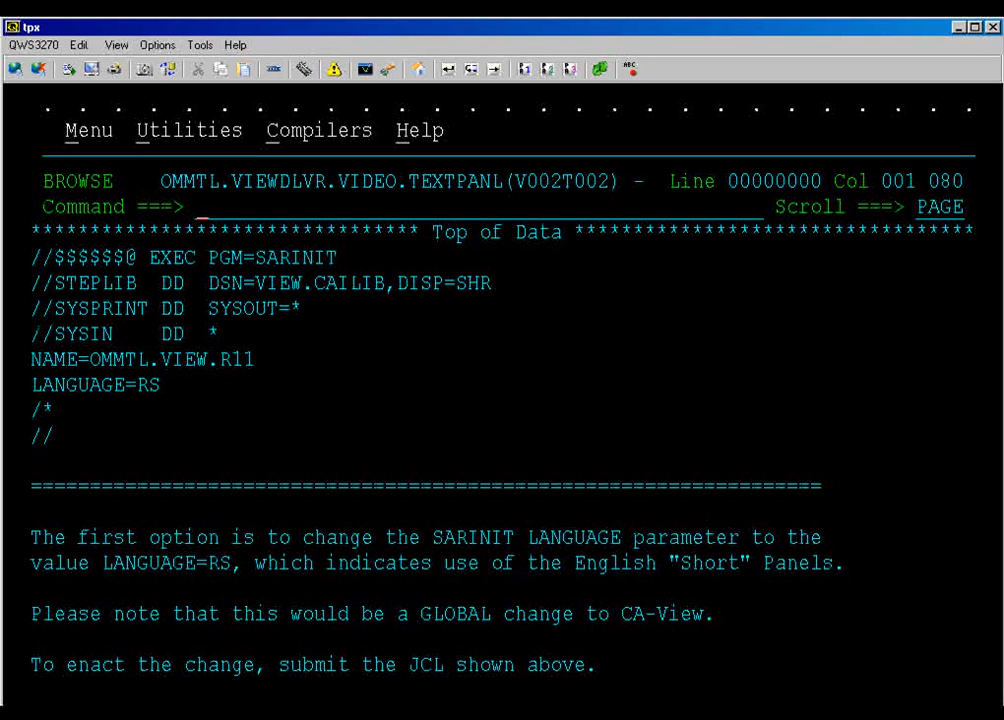 tpx
QWS3270 Edit View Options Tools Help
ABC
Menu Utilities Compilers Help
BROWSE OMMTL.VIEWDLVR.VIDEO.TEXTPANL(V002T002) - Line 00000000 Col 001 080
Command ===> Scroll ===> PAGE
********************************* Top of Data **********************************
//$$$$$$@ EXEC PGM=SARINIT
//STEPLIB DD DSN=VIEW.CAILIB,DISP=SHR
//SYSPRINT DD SYSOUT=*
//SYSIN DD *
NAME=OMMTL.VIEW.R11
LANGUAGE=RS
/*
//
===================================================================
The first option is to change the SARINIT LANGUAGE parameter to the
value LANGUAGE=RS, which indicates use of the English "Short" Panels.
Please note that this would be a GLOBAL change to CA-View.
To enact the change, submit the JCL shown above.